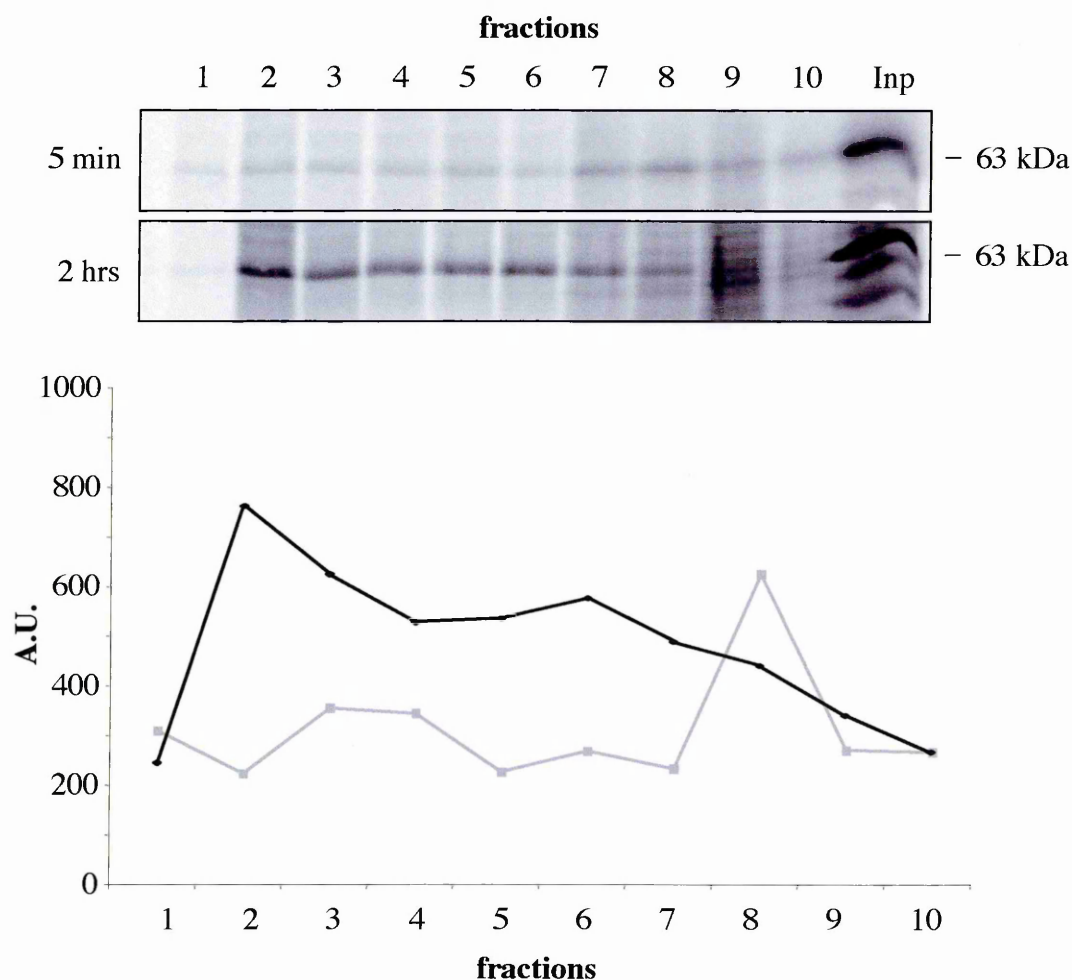 fractions
1 2 3 4 5 6 7 8 9 10 Inp
5 min – 63 kDa
2 hrs – 63 kDa
1000
800
600
400
200
0
A.U.
1 2 3 4 5 6 7 8 9 10
fractions